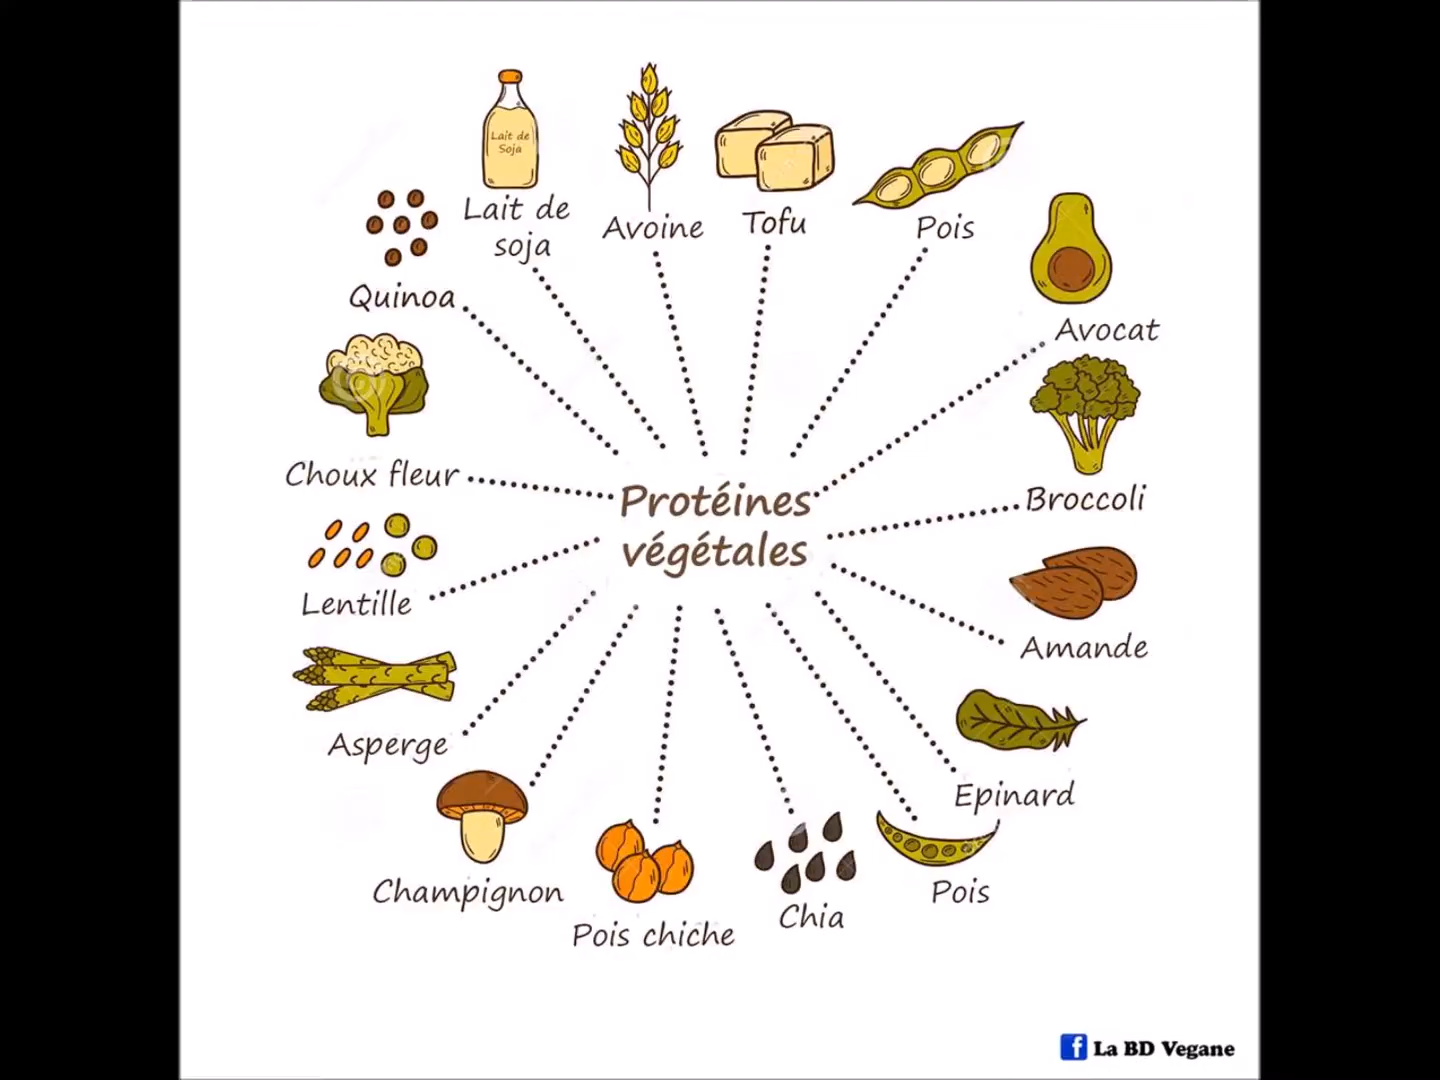 Lait de
Soja
Lait de
soja
Avoine
Tofu
Pois
Quinoa
Avocat
Choux fleur
Broccoli
Protéines
végétales
Lentille
Amande
Asperge
Epinard
Champignon
Pois chiche
Chia
Pois
f La BD Vegane